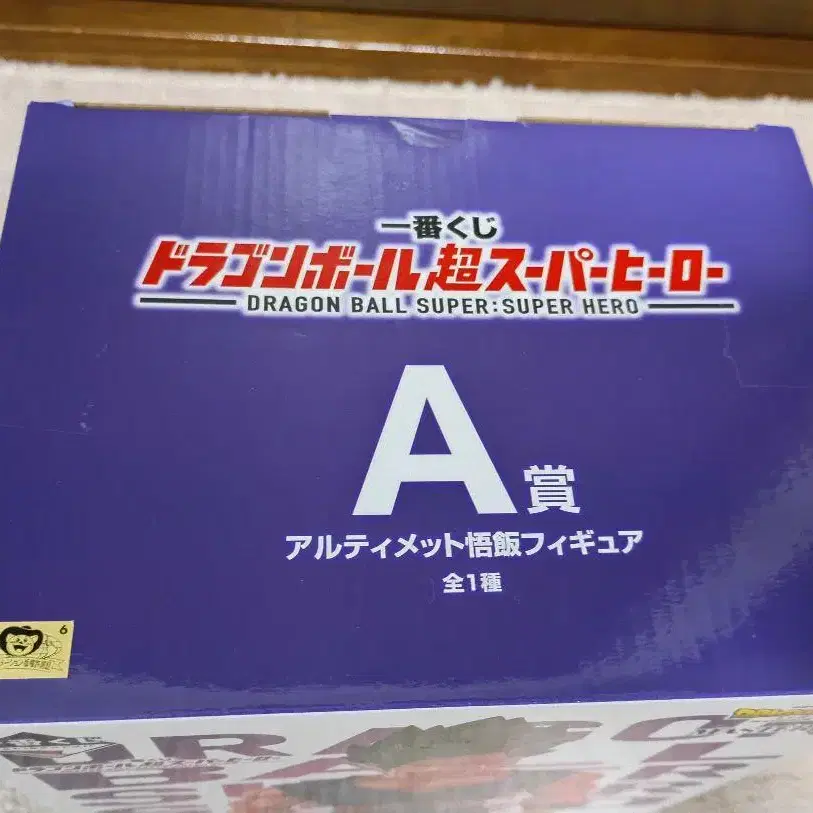 一番くじ
ドラゴンボール超スーパーヒーロー
DRAGON BALL SUPER:SUPER HERO
A賞
アルティメット悟飯フィギュア
全1種
6